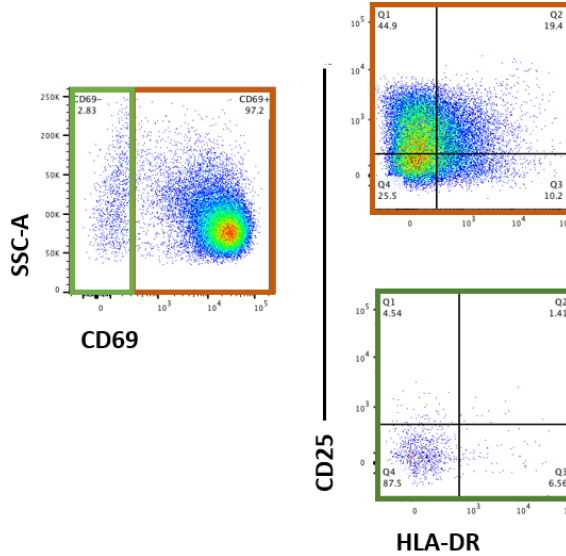 SSC-A
250K
200K
150K
00K
50K
0
CD69-
2.83
CD69+
97.2
0
10³
10⁴
10⁵
CD69
CD25
Q1
44.9
Q2
19.4
Q4
25.5
Q3
10.2
10⁵
10⁴
10³
0
0
10³
10⁴
Q1
4.54
Q2
1.41
Q4
87.5
Q3
6.56
10⁵
10⁴
10³
0
0
10³
10⁴
HLA-DR